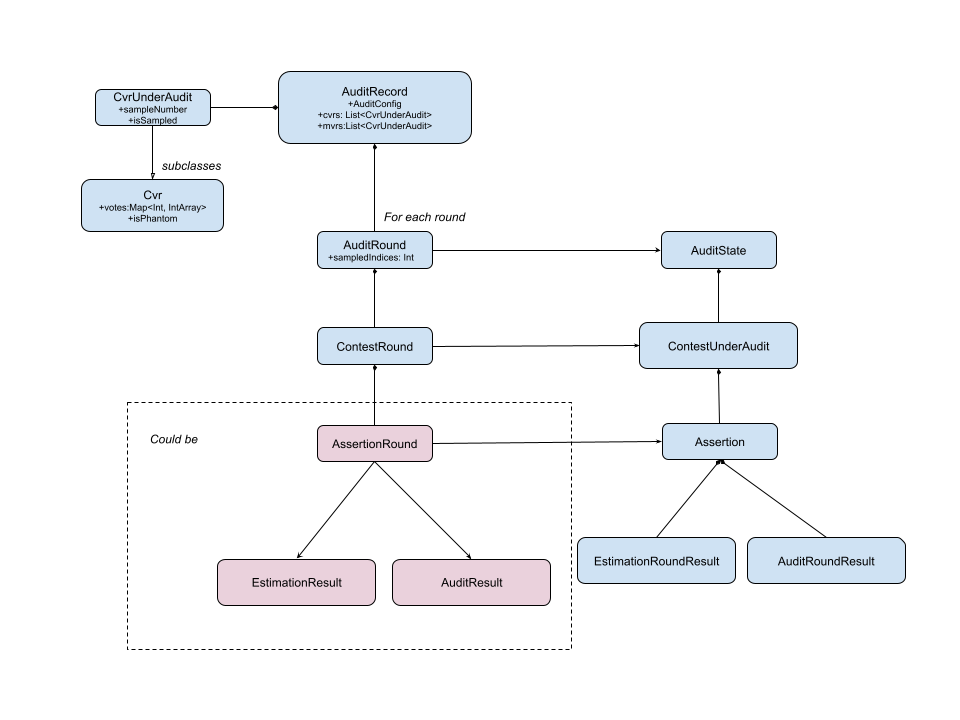 CvrUnderAudit
+sampleNumber
+isSampled
AuditRecord
+AuditConfig
+cvrs: List<CvrUnderAudit>
+mvrs:List<CvrUnderAudit>
subclasses
Cvr
+votes:Map<Int, IntArray>
+isPhantom
For each round
AuditRound
+sampledIndices: Int
AuditState
ContestRound
ContestUnderAudit
Could be
AssertionRound
Assertion
EstimationRoundResult
AuditRoundResult
EstimationResult
AuditResult